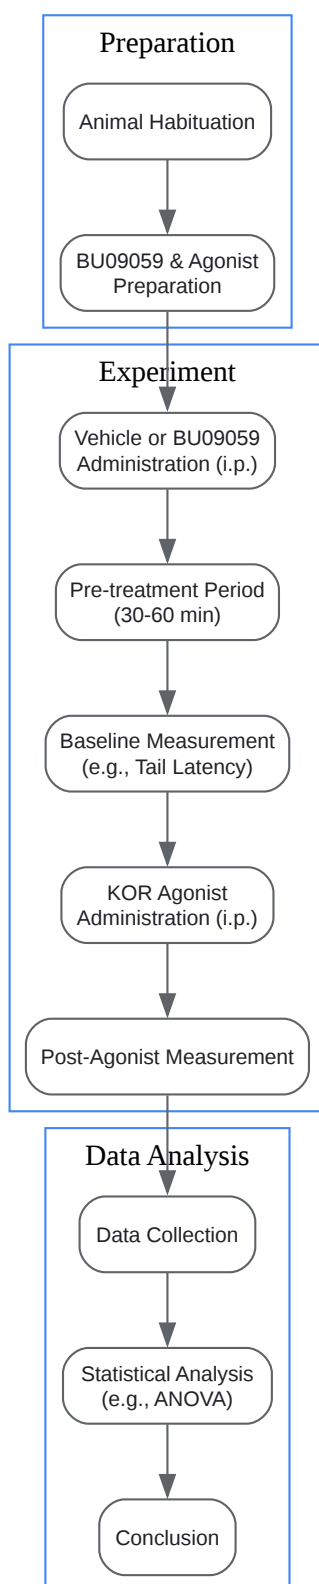 Preparation
Animal Habituation
BU09059 & Agonist
Preparation
Experiment
Vehicle or BU09059
Administration (i.p.)
Pre-treatment Period
(30-60 min)
Baseline Measurement
(e.g., Tail Latency)
KOR Agonist
Administration (i.p.)
Post-Agonist Measurement
Data Analysis
Data Collection
Statistical Analysis
(e.g., ANOVA)
Conclusion